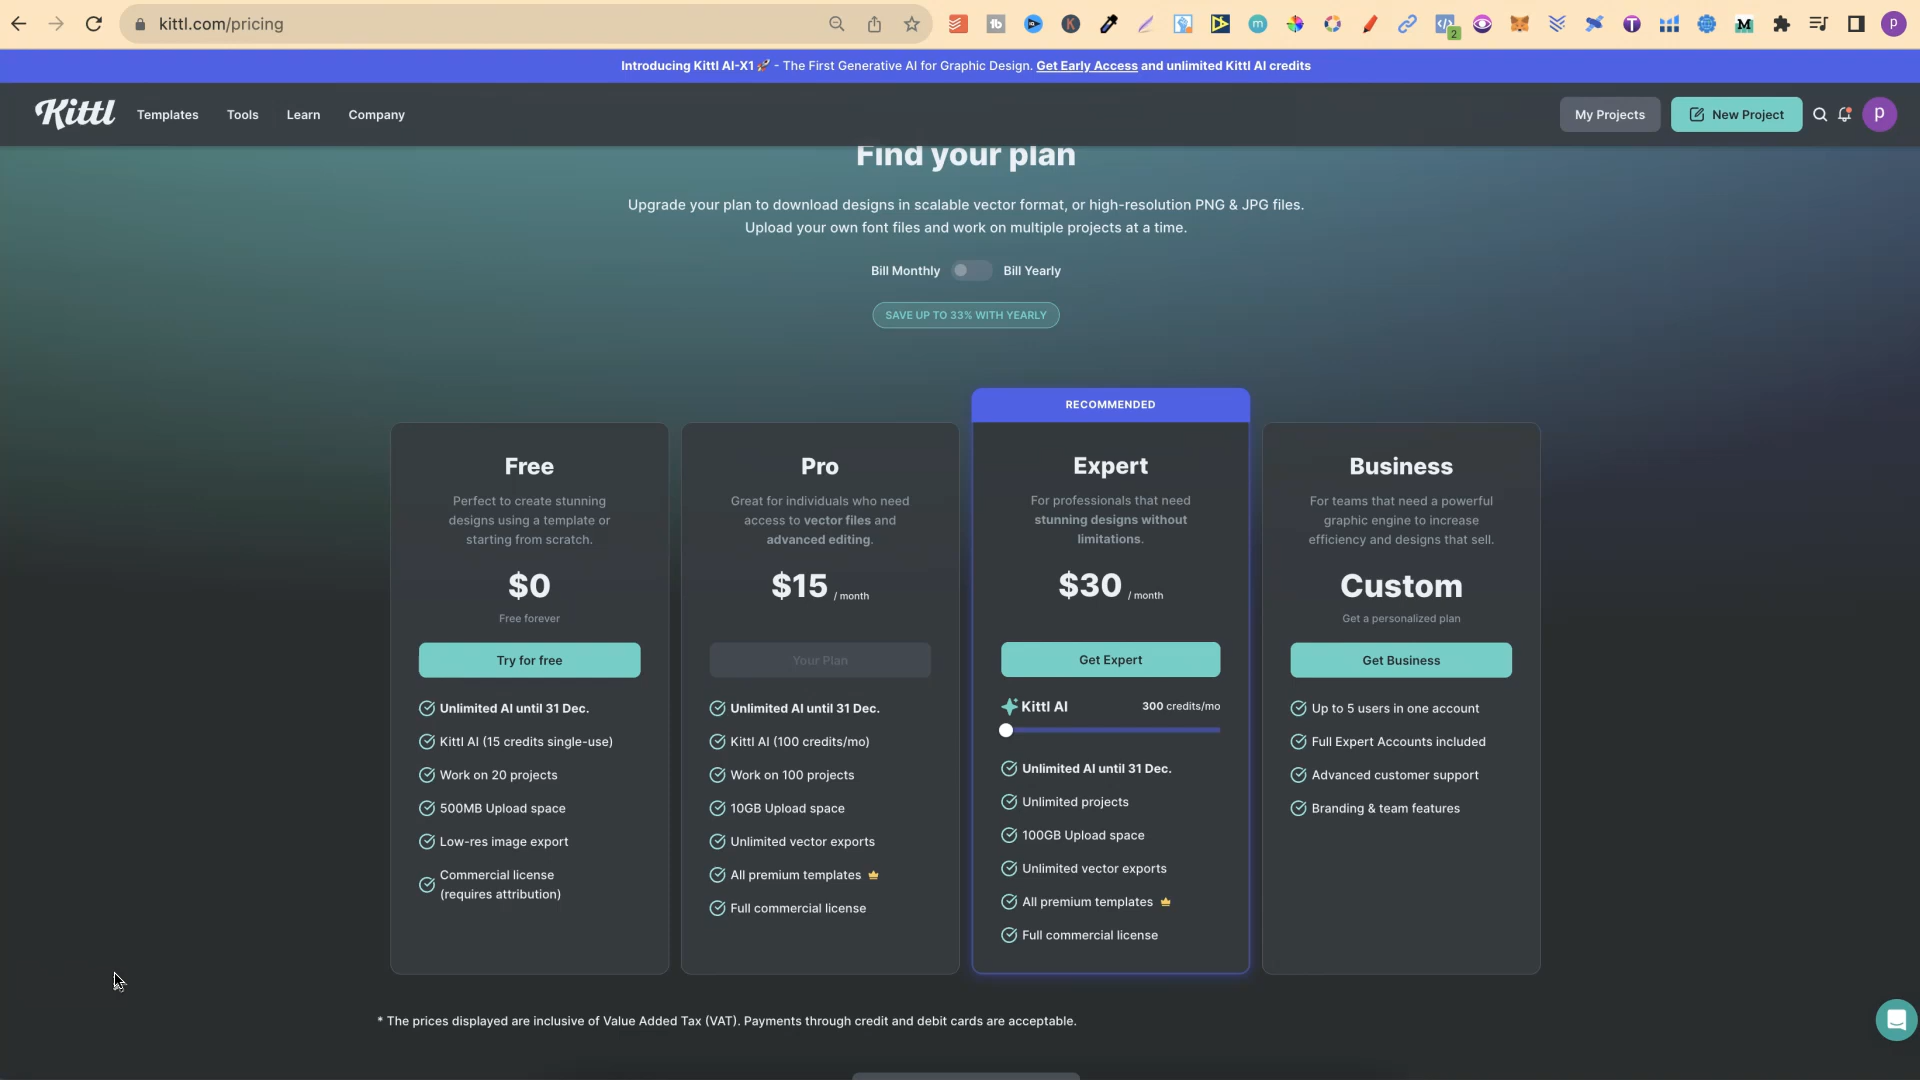 kittl.com/pricing
2
p
Introducing Kittl AI-X1🚀 - The First Generative AI for Graphic Design. Get Early Access and unlimited Kittl AI credits
Kittl
Templates
Tools
Learn
Company
My Projects
New Project
p
Find your plan
Upgrade your plan to download designs in scalable vector format, or high-resolution PNG & JPG files.
Upload your own font files and work on multiple projects at a time.
Bill Monthly
Bill Yearly
SAVE UP TO 33% WITH YEARLY
Free
Perfect to create stunning
designs using a template or
starting from scratch.
$0
Free forever
Try for free
Unlimited AI until 31 Dec.
Kittl AI (15 credits single-use)
Work on 20 projects
500MB Upload space
Low-res image export
Commercial license
(requires attribution)
Pro
Great for individuals who need
access to vector files and
advanced editing.
$15 / month
Your Plan
Unlimited AI until 31 Dec.
Kittl AI (100 credits/mo)
Work on 100 projects
10GB Upload space
Unlimited vector exports
All premium templates
Full commercial license
RECOMMENDED
Expert
For professionals that need
stunning designs without
limitations.
$30 / month
Get Expert
Kittl AI
300 credits/mo
Unlimited AI until 31 Dec.
Unlimited projects
100GB Upload space
Unlimited vector exports
All premium templates
Full commercial license
Business
For teams that need a powerful
graphic engine to increase
efficiency and designs that sell.
Custom
Get a personalized plan
Get Business
Up to 5 users in one account
Full Expert Accounts included
Advanced customer support
Branding & team features
* The prices displayed are inclusive of Value Added Tax (VAT). Payments through credit and debit cards are acceptable.